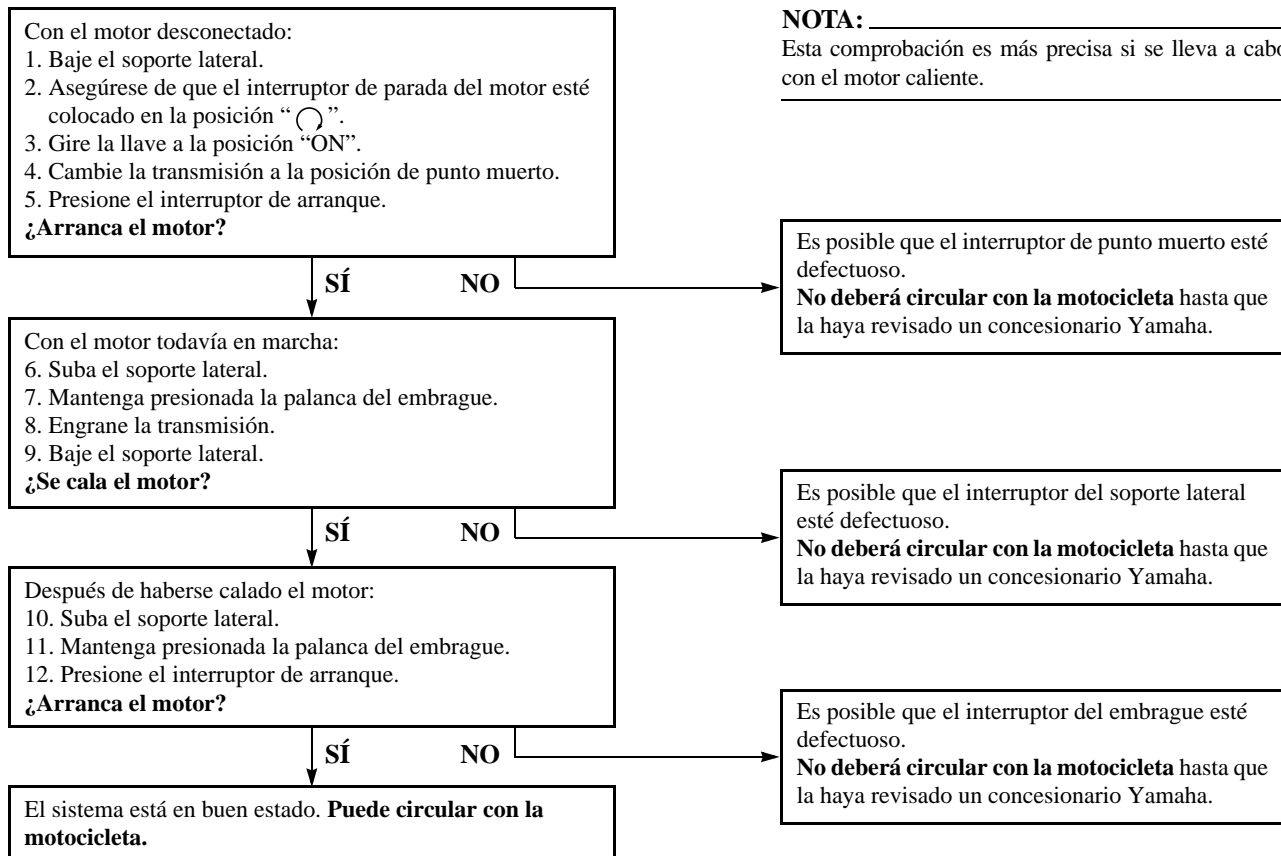 Con el motor desconectado:
1. Baje el soporte lateral.
2. Asegúrese de que el interruptor de parada del motor esté
colocado en la posición “ ”.
3. Gire la llave a la posición “ON”.
4. Cambie la transmisión a la posición de punto muerto.
5. Presione el interruptor de arranque.
¿Arranca el motor?
NOTA:
Esta comprobación es más precisa si se lleva a cabo
con el motor caliente.
SÍ NO
Es posible que el interruptor de punto muerto esté
defectuoso.
No deberá circular con la motocicleta hasta que
la haya revisado un concesionario Yamaha.
Con el motor todavía en marcha:
6. Suba el soporte lateral.
7. Mantenga presionada la palanca del embrague.
8. Engrane la transmisión.
9. Baje el soporte lateral.
¿Se cala el motor?
SÍ NO
Es posible que el interruptor del soporte lateral
esté defectuoso.
No deberá circular con la motocicleta hasta que
la haya revisado un concesionario Yamaha.
Después de haberse calado el motor:
10. Suba el soporte lateral.
11. Mantenga presionada la palanca del embrague.
12. Presione el interruptor de arranque.
¿Arranca el motor?
SÍ NO
Es posible que el interruptor del embrague esté
defectuoso.
No deberá circular con la motocicleta hasta que
la haya revisado un concesionario Yamaha.
El sistema está en buen estado. Puede circular con la
motocicleta.